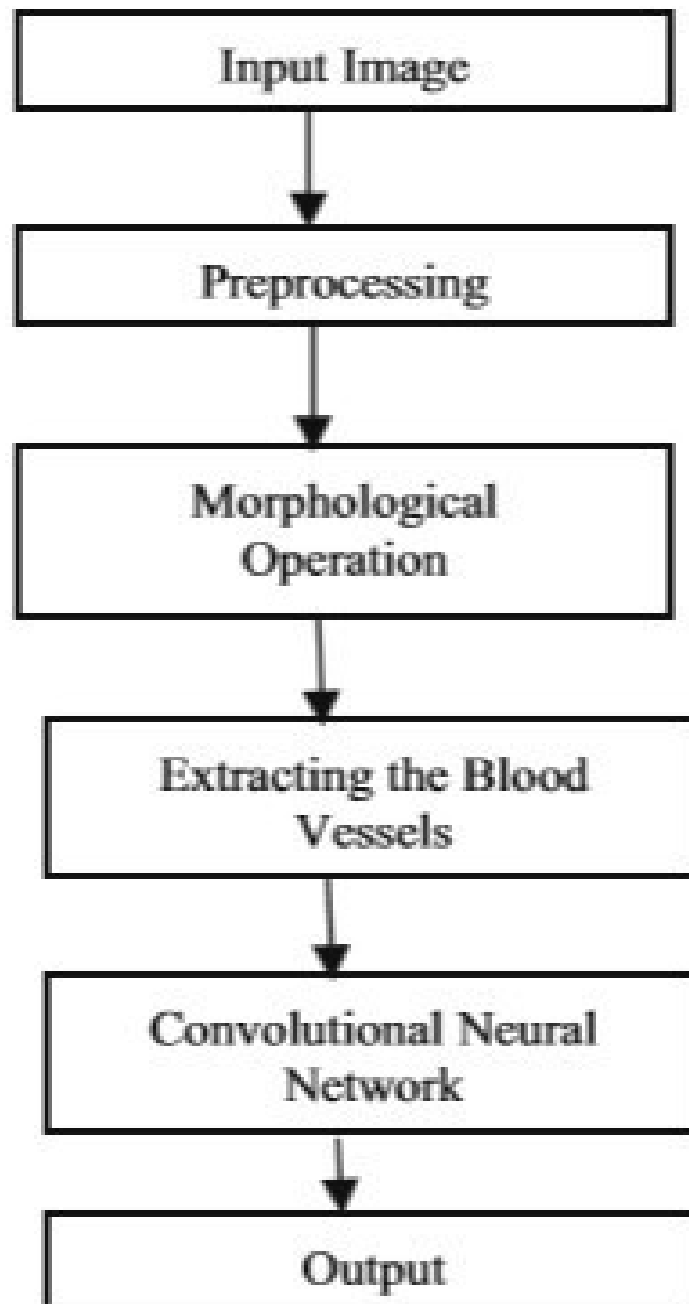 Input Image
Preprocessing
Morphological
Operation
Extracting the Blood
Vessels
Convolutional Neural
Network
Output